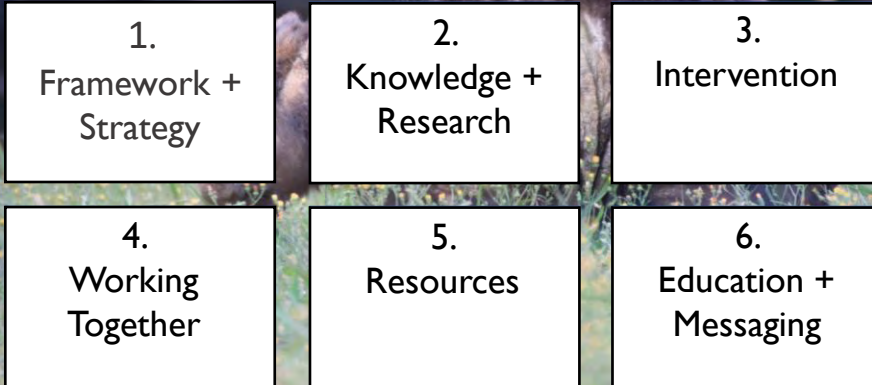 1.
Framework +
Strategy
2.
Knowledge +
Research
3.
Intervention
4.
Working
Together
5.
Resources
6.
Education +
Messaging